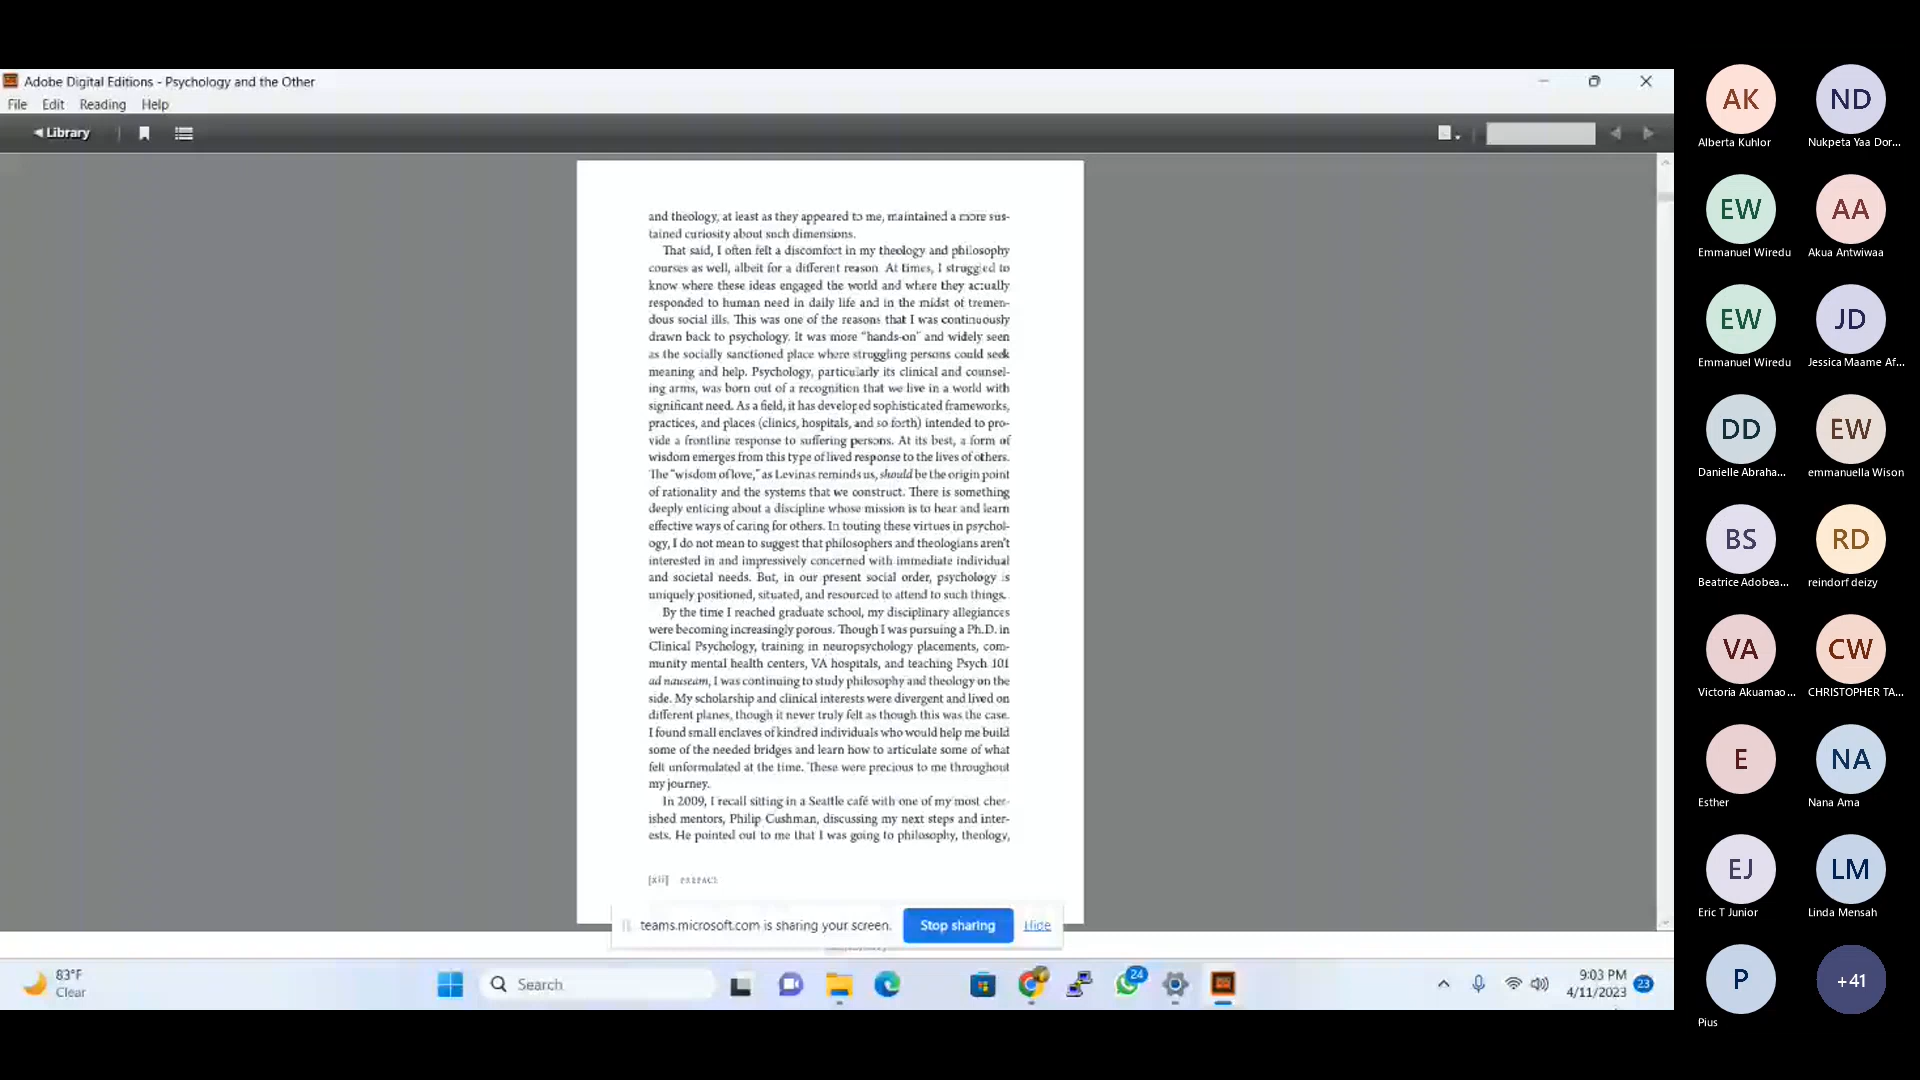 Adobe Digital Editions - Psychology and the Other
File Edit Reading Help
Library
and theology, at least as they appeared to me, maintained a more sus-
tained curiosity about such dimensions.
That said, I often felt a discomfort in my theology and philosophy
courses as well, albeit for a different reason. At times, I struggled to
know where these ideas engaged the world and where they actually
responded to human need in daily life and in the midst of tremen-
dous social ills. This was one of the reasons that I was continuously
drawn back to psychology. It was more "hands-on" and widely seen
as the socially sanctioned place where struggling persons could seek
meaning and help. Psychology, particularly its clinical and counsel-
ing arms, was born out of a recognition that we live in a world with
significant need. As a field, it has developed sophisticated frameworks,
practices, and places (clinics, hospitals, and so forth) intended to pro-
vide a frontline response to suffering persons. At its best, a form of
wisdom emerges from this type of lived response to the lives of others.
The "wisdom of love," as Levinas reminds us, should be the origin point
of rationality and the systems that we construct. There is something
deeply enticing about a discipline whose mission is to hear and learn
effective ways of caring for others. In touting these virtues in psychol-
ogy, I do not mean to suggest that philosophers and theologians aren't
interested in and impressively concerned with immediate individual
and societal needs. But, in our present social order, psychology is
uniquely positioned, situated, and resourced to attend to such things.
By the time I reached graduate school, my disciplinary allegiances
were becoming increasingly porous. Though I was pursuing a Ph.D. in
Clinical Psychology, training in neuropsychology placements, com-
munity mental health centers, VA hospitals, and teaching Psych 101
ad nauseam, I was continuing to study philosophy and theology on the
side. My scholarship and clinical interests were divergent and lived on
different planes, though it never truly felt as though this was the case.
I found small enclaves of kindred individuals who would help me build
some of the needed bridges and learn how to articulate some of what
felt unformulated at the time. These were precious to me throughout
my journey.
In 2009, I recall sitting in a Seattle café with one of my most cher-
ished mentors, Philip Cushman, discussing my next steps and inter-
ests. He pointed out to me that I was going to philosophy, theology,
[xii] PREFACE
teams.microsoft.com is sharing your screen. Stop sharing Hide
83°F
Clear
Search
24
9:03 PM
4/11/2023
23
AK ND
Alberta Kuhlor Nukpeta Yaa Dor...
EW AA
Emmanuel Wiredu Akua Antwiwaa
EW JD
Emmanuel Wiredu Jessica Maame Af...
DD EW
Danielle Abraha... emmanuella Wison
BS RD
Beatrice Adobea... reindorf deizy
VA CW
Victoria Akuamao... CHRISTOPHER TA...
E NA
Esther Nana Ama
EJ LM
Eric T Junior Linda Mensah
P +41
Pius